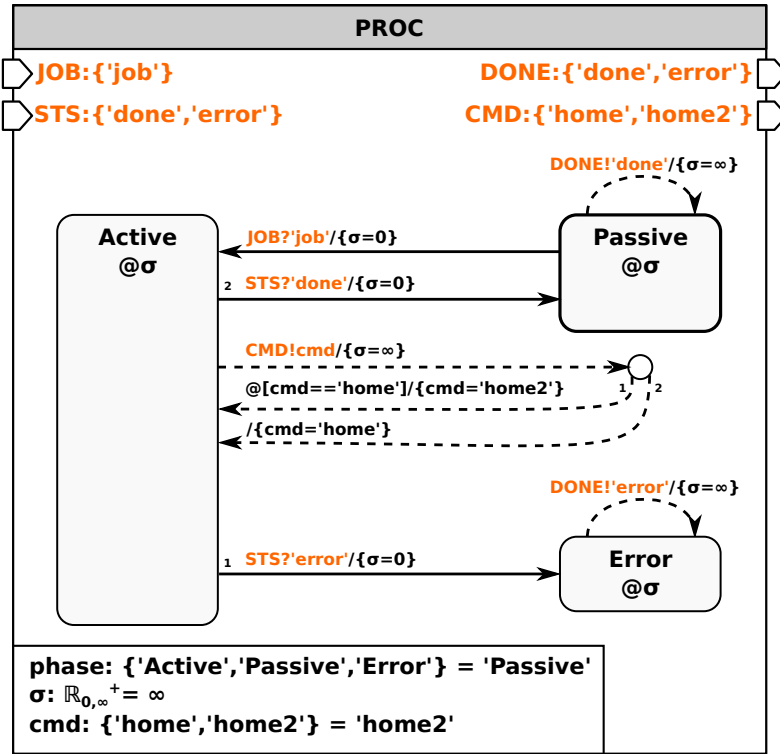 PROC
JOB:{'job'}
DONE:{'done','error'}
STS:{'done','error'}
CMD:{'home','home2'}
DONE!'done'/{σ=∞}
Active
@σ
Passive
@σ
JOB?'job'/{σ=0}
2 STS?'done'/{σ=0}
CMD!cmd/{σ=∞}
@[cmd=='home']/{cmd='home2'}
1 2
/{cmd='home'}
DONE!'error'/{σ=∞}
1 STS?'error'/{σ=0}
Error
@σ
phase: {'Active','Passive','Error'} = 'Passive'
σ: ℝ₀,∞⁺= ∞
cmd: {'home','home2'} = 'home2'